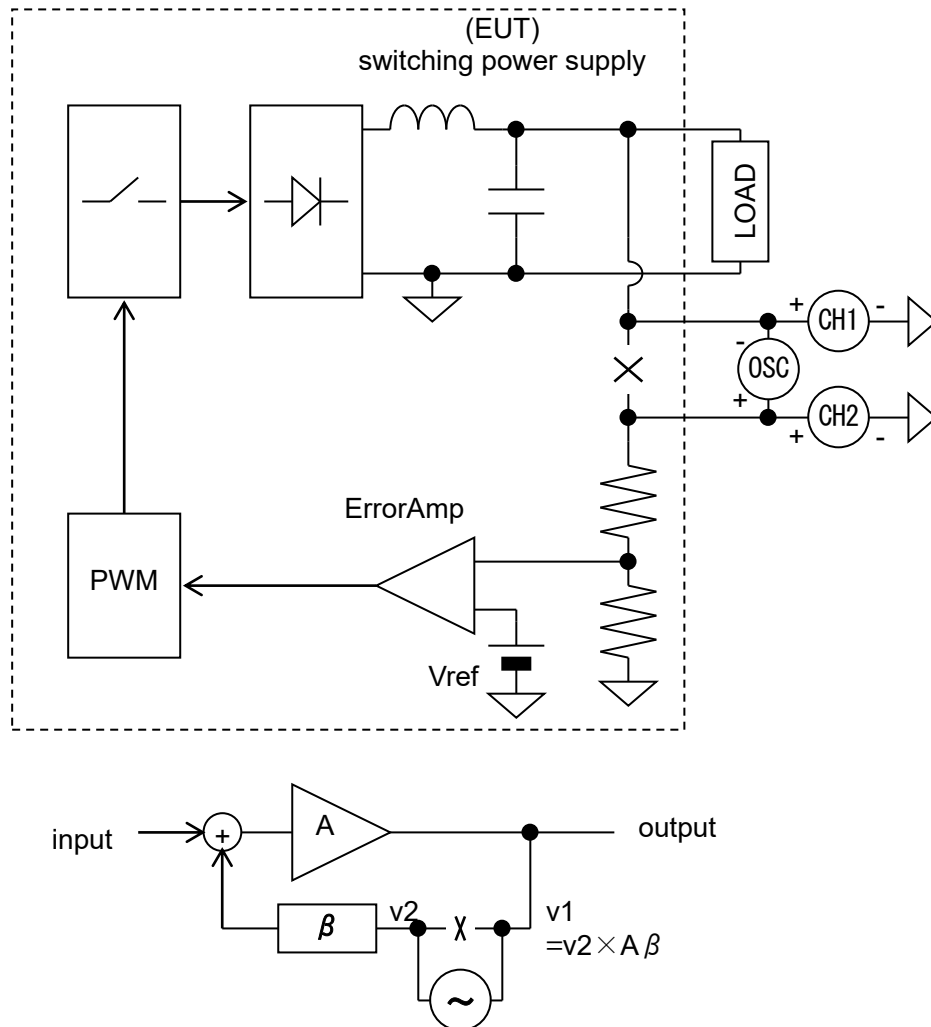 (EUT)
switching power supply
LOAD
+ CH1 -
- OSC +
+ CH2 -
ErrorAmp
PWM
Vref
input
+
A
output
β
v2
v1
=v2×Aβ
~